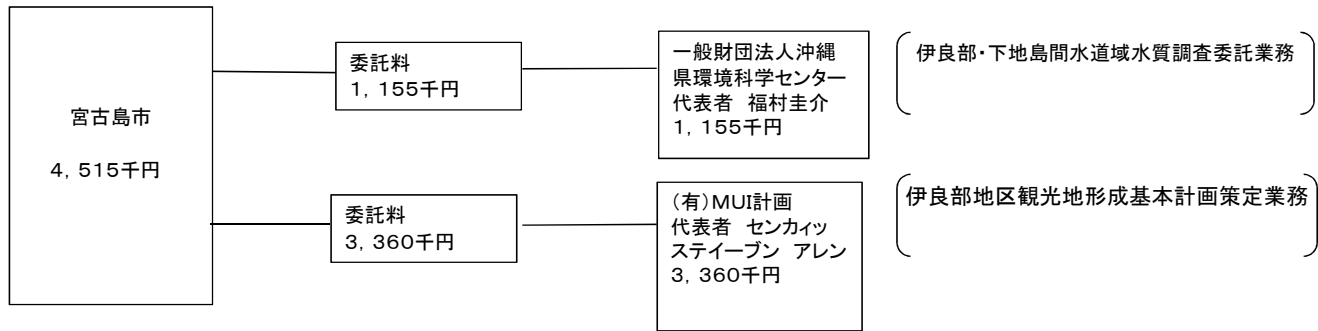 宮古島市
4，515千円
委託料
1，155千円
一般財団法人沖縄
県環境科学センター
代表者　福村圭介
1，155千円
伊良部・下地島間水道域水質調査委託業務
委託料
3，360千円
（有）MUI計画
代表者　センカィッ
ステイーブン　アレン
3，360千円
伊良部地区観光地形成基本計画策定業務